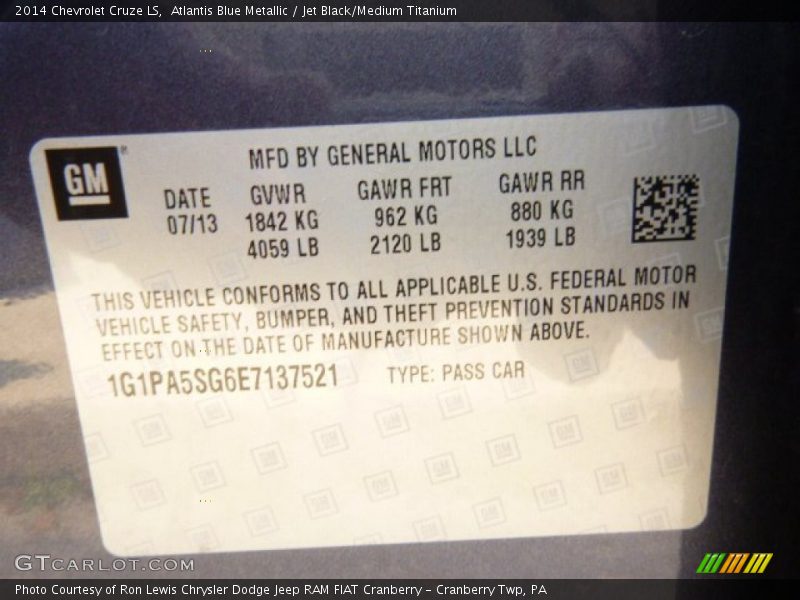 2014 Chevrolet Cruze LS, Atlantis Blue Metallic / Jet Black/Medium Titanium
GM
MFD BY GENERAL MOTORS LLC
DATE GVWR GAWR FRT GAWR RR
07/13 1842 KG 962 KG 880 KG
4059 LB 2120 LB 1939 LB
THIS VEHICLE CONFORMS TO ALL APPLICABLE U.S. FEDERAL MOTOR
VEHICLE SAFETY, BUMPER, AND THEFT PREVENTION STANDARDS IN
EFFECT ON THE DATE OF MANUFACTURE SHOWN ABOVE.
1G1PA5SG6E7137521 TYPE: PASS CAR
GTCARLOT.COM
Photo Courtesy of Ron Lewis Chrysler Dodge Jeep RAM FIAT Cranberry – Cranberry Twp, PA